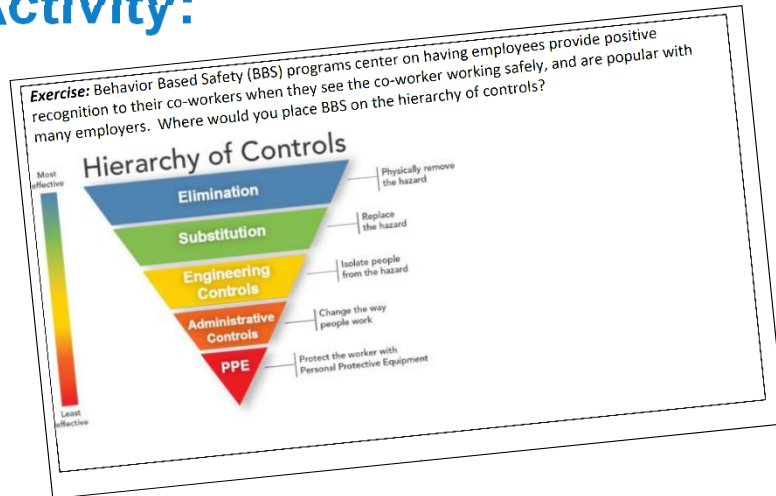 Activity:
Exercise: Behavior Based Safety (BBS) programs center on having employees provide positive
recognition to their co-workers when they see the co-worker working safely, and are popular with
many employers.  Where would you place BBS on the hierarchy of controls?
Hierarchy of Controls
Most
effective
Elimination
Physically remove
the hazard
Substitution
Replace
the hazard
Engineering
Controls
Isolate people
from the hazard
Administrative
Controls
Change the way
people work
PPE
Protect the worker with
Personal Protective Equipment
Least
effective